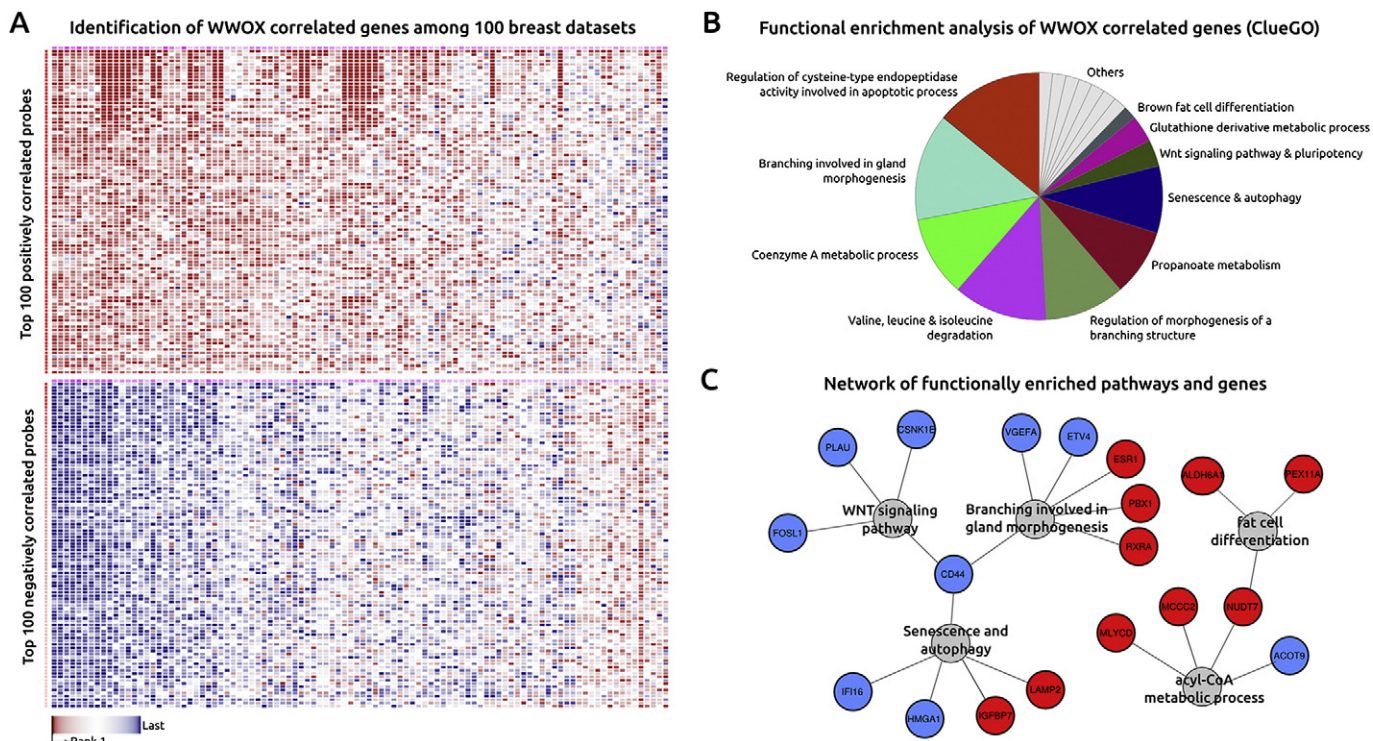 A
Identification of WWOX correlated genes among 100 breast datasets
Top 100 positively correlated probes
Top 100 negatively correlated probes
Last
Rank 1
B
Functional enrichment analysis of WWOX correlated genes (ClueGO)
Regulation of cysteine-type endopeptidase
activity involved in apoptotic process
Others
Brown fat cell differentiation
Glutathione derivative metabolic process
Wnt signaling pathway & pluripotency
Branching involved in gland
morphogenesis
Senescence & autophagy
Coenzyme A metabolic process
Propanoate metabolism
Valine, leucine & isoleucine
degradation
Regulation of morphogenesis of a
branching structure
C
Network of functionally enriched pathways and genes
PLAU
CSNK1E
VGEFA
ETV4
ESR1
ALDH6A1
PEX11A
PBX1
WNT signaling
pathway
Branching involved in
gland morphogenesis
FOSL1
RXRA
fat cell
differentiation
CD44
MCCC2
NUDT7
MLYCD
Senescence and
autophagy
ACOT9
IFI16
HMGA1
IGFBP7
LAMP2
acyl-CoA
metabolic process